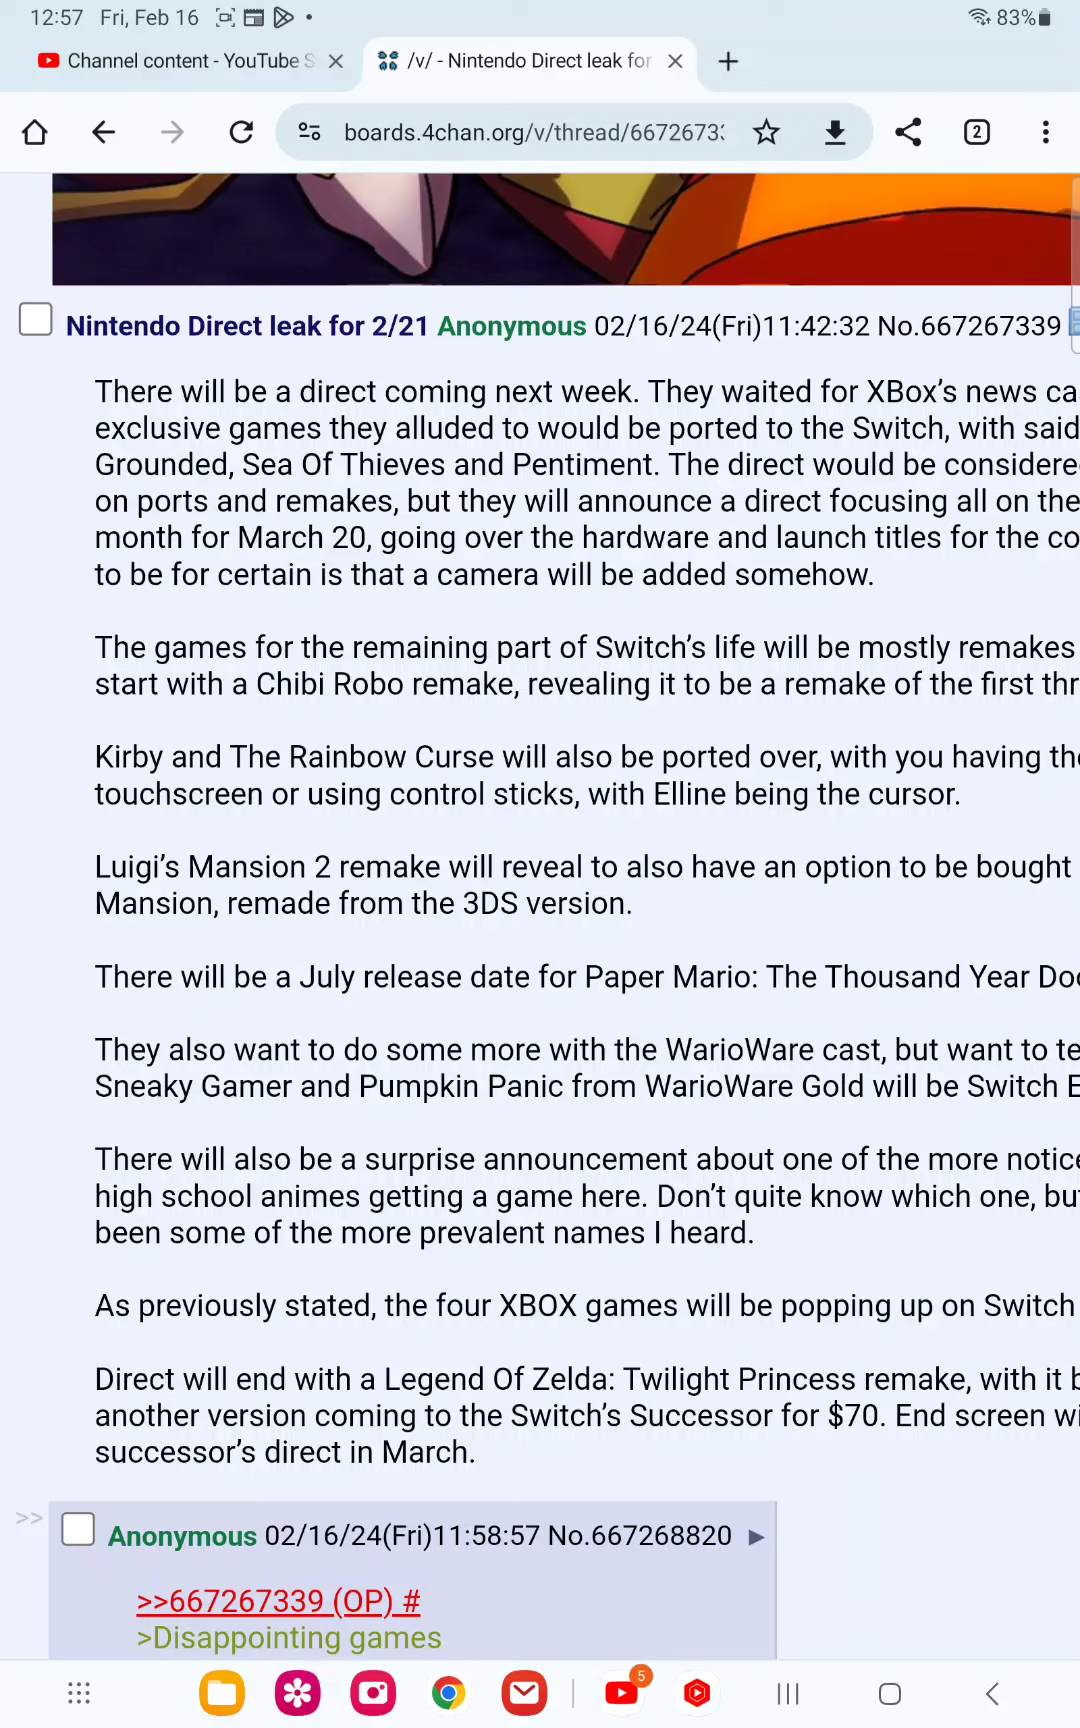 12:57 Fri, Feb 16
83%
Channel content - YouTube S
/v/ - Nintendo Direct leak for
boards.4chan.org/v/thread/6672673
2
Nintendo Direct leak for 2/21 Anonymous 02/16/24(Fri)11:42:32 No.667267339
There will be a direct coming next week. They waited for XBox’s news ca
exclusive games they alluded to would be ported to the Switch, with said
Grounded, Sea Of Thieves and Pentiment. The direct would be considere
on ports and remakes, but they will announce a direct focusing all on the
month for March 20, going over the hardware and launch titles for the co
to be for certain is that a camera will be added somehow.
The games for the remaining part of Switch’s life will be mostly remakes
start with a Chibi Robo remake, revealing it to be a remake of the first thr
Kirby and The Rainbow Curse will also be ported over, with you having the
touchscreen or using control sticks, with Elline being the cursor.
Luigi’s Mansion 2 remake will reveal to also have an option to be bought
Mansion, remade from the 3DS version.
There will be a July release date for Paper Mario: The Thousand Year Doo
They also want to do some more with the WarioWare cast, but want to te
Sneaky Gamer and Pumpkin Panic from WarioWare Gold will be Switch E
There will also be a surprise announcement about one of the more notice
high school animes getting a game here. Don’t quite know which one, bu
been some of the more prevalent names I heard.
As previously stated, the four XBOX games will be popping up on Switch
Direct will end with a Legend Of Zelda: Twilight Princess remake, with it b
another version coming to the Switch’s Successor for $70. End screen wi
successor’s direct in March.
>> Anonymous 02/16/24(Fri)11:58:57 No.667268820 ▶
>>667267339 (OP) #
>Disappointing games
5